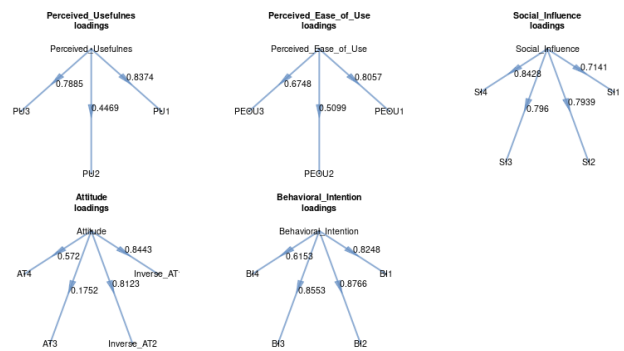 Perceived_Usefulnes
loadings
Perceived_Usefulnes
0.7885
0.8374
0.4469
PU3
PU1
PU2
Perceived_Ease_of_Use
loadings
Perceived_Ease_of_Use
0.6748
0.8057
0.5099
PEOU3
PEOU1
PEOU2
Social_Influence
loadings
Social_Influence
0.8428
0.7141
0.796
0.7939
SI4
SI1
SI3
SI2
Attitude
loadings
Attitude
0.572
0.8443
0.1752
0.8123
AT4
Inverse_AT
AT3
Inverse_AT2
Behavioral_Intention
loadings
Behavioral_Intention
0.6153
0.8248
0.8553
0.8766
BI4
BI1
BI3
BI2